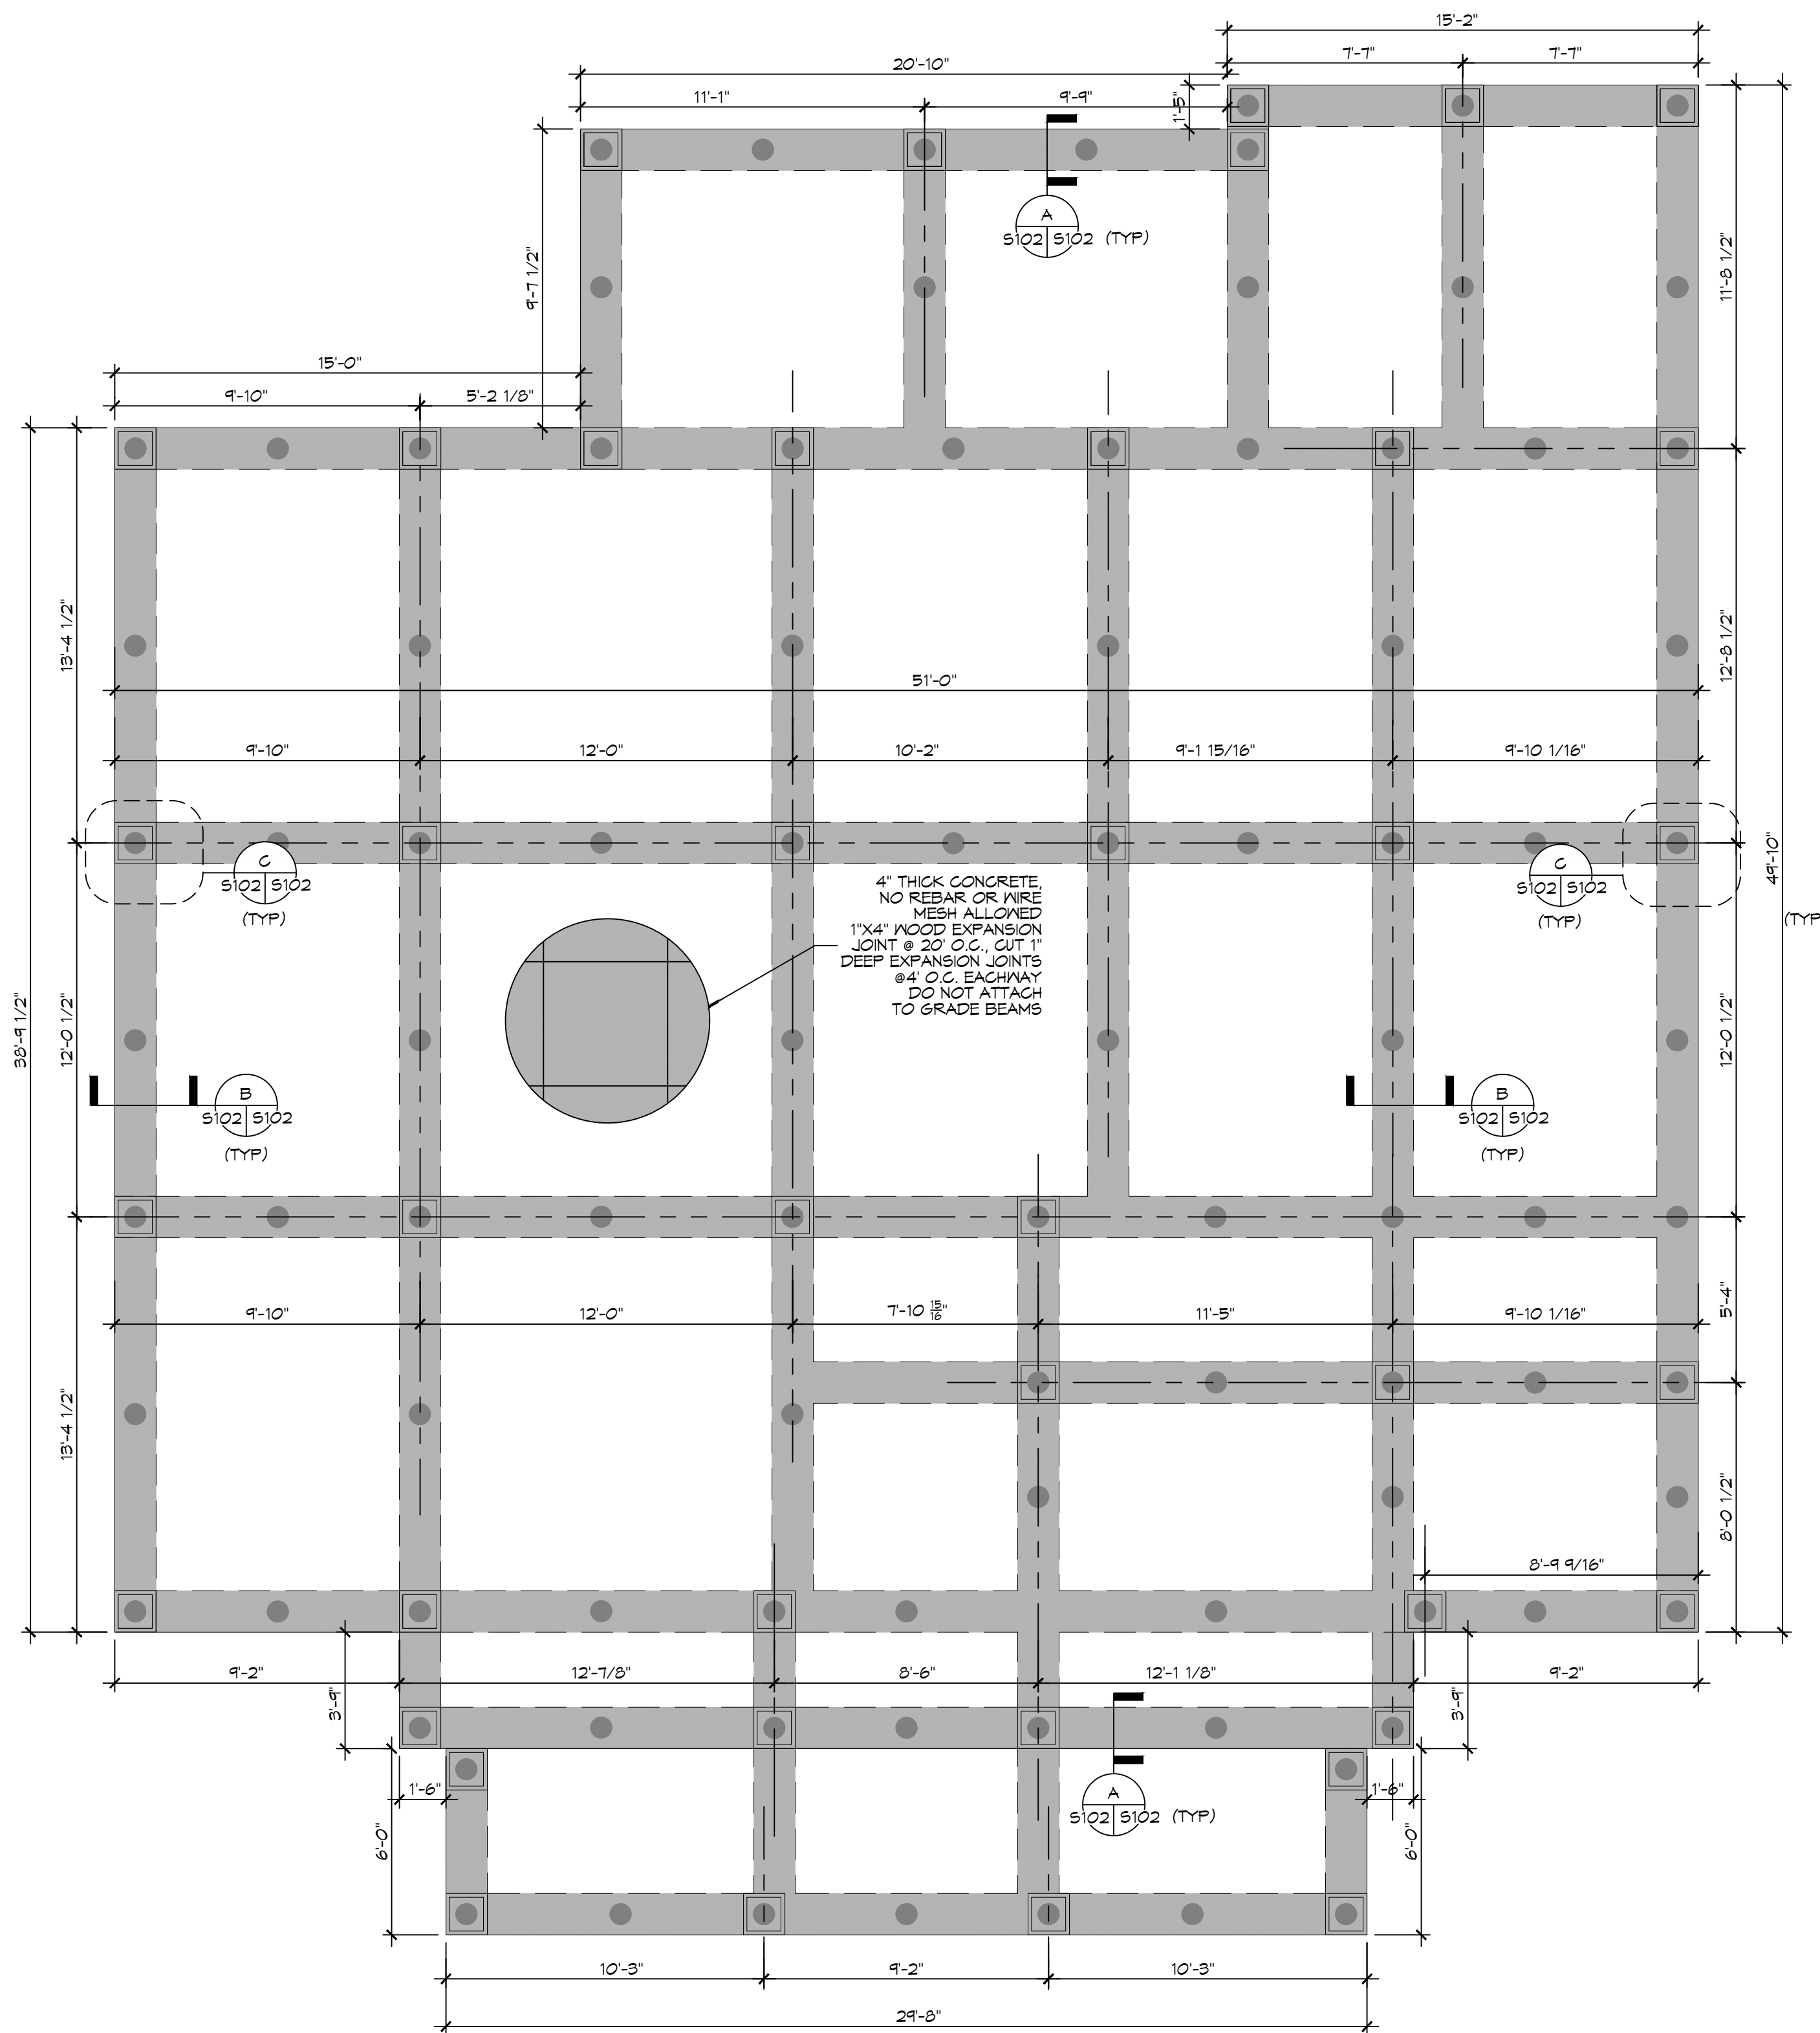 15'-2"
7'-7"
7'-7"
20'-10"
11'-1"
9'-9"
1'-5"
A
S102
S102
(TYP)
9'-7 1/2"
11'-8 1/2"
15'-0"
9'-10"
5'-2 1/8"
13'-4 1/2"
12'-8 1/2"
51'-0"
9'-10"
12'-0"
10'-2"
9'-1 15/16"
9'-10 1/16"
49'-10"
C
S102
S102
(TYP)
C
S102
S102
(TYP)
(TYP
4" THICK CONCRETE,
NO REBAR OR WIRE
MESH ALLOWED
1"X4" WOOD EXPANSION
JOINT @ 20' O.C., CUT 1"
DEEP EXPANSION JOINTS
@4' O.C. EACHWAY
DO NOT ATTACH
TO GRADE BEAMS
38'-9 1/2"
12'-0 1/2"
12'-0 1/2"
B
S102
S102
(TYP)
B
S102
S102
(TYP)
9'-10"
12'-0"
7'-10 15/16"
11'-5"
9'-10 1/16"
5'-4"
13'-4 1/2"
8'-0 1/2"
8'-9 9/16"
9'-2"
12'-7/8"
8'-6"
12'-1 1/8"
9'-2"
3'-9"
3'-9"
1'-6"
1'-6"
A
S102
S102
(TYP)
6'-0"
6'-0"
10'-3"
9'-2"
10'-3"
29'-8"